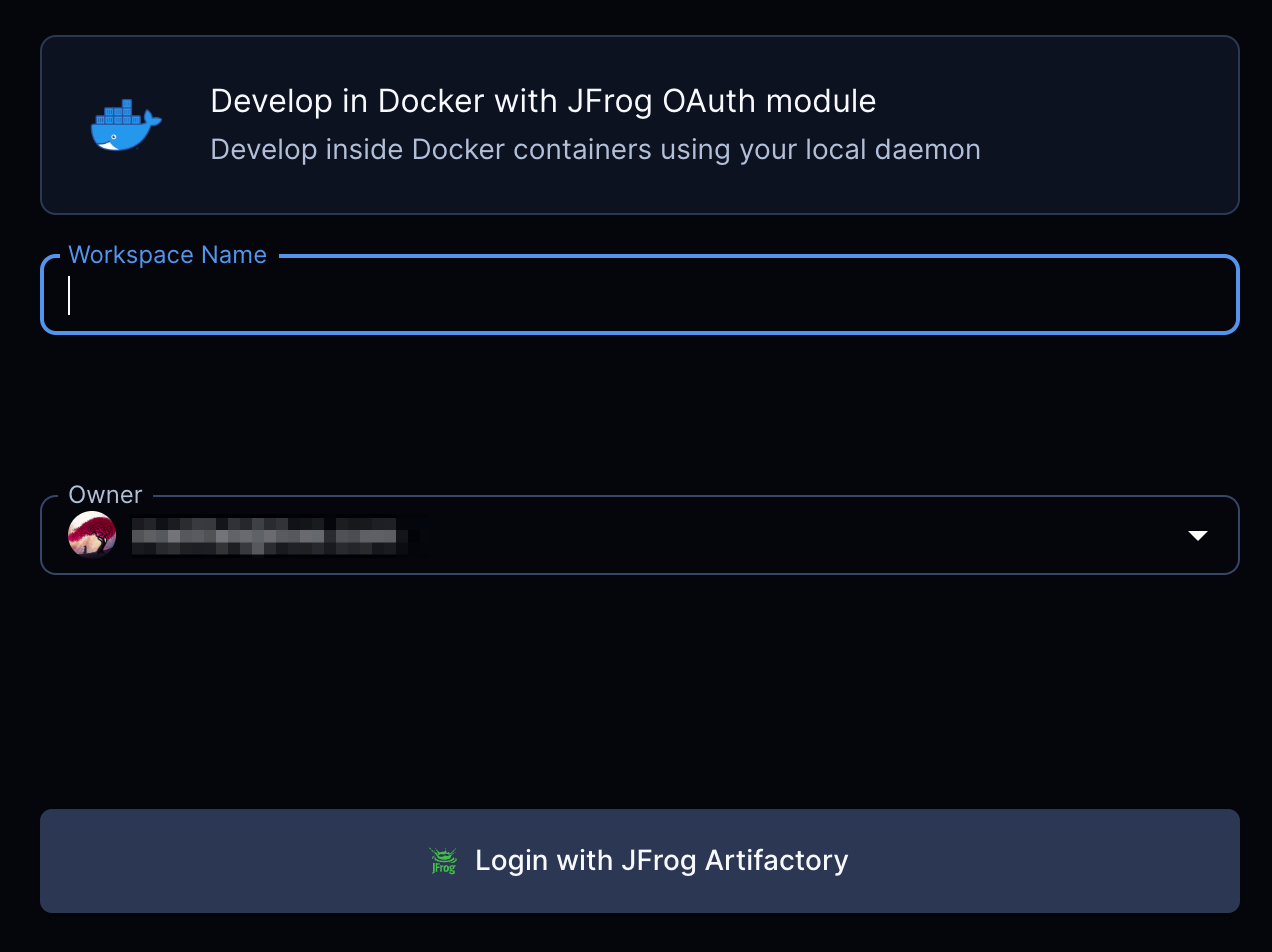 Develop in Docker with JFrog OAuth module
Develop inside Docker containers using your local daemon
Workspace Name
Owner
JFrog
Login with JFrog Artifactory